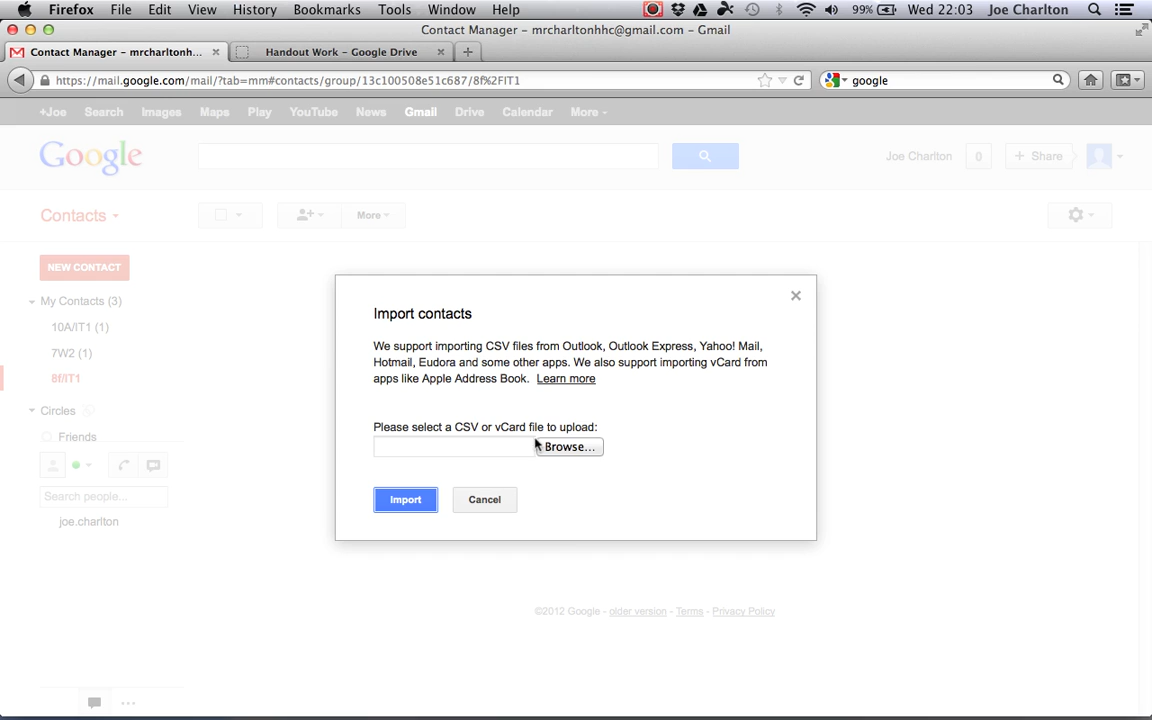 Firefox File Edit View History Bookmarks Tools Window Help 99% Wed 22:03 Joe Charlton
Contact Manager – mrcharltonhhc@gmail.com – Gmail
Contact Manager – mrcharltonh... Handout Work – Google Drive
https://mail.google.com/mail/?tab=mm#contacts/group/13c100508e51c687/8f%2FIT1 google
+Joe Search Images Maps Play YouTube News Gmail Drive Calendar More
Google Joe Charlton 0 + Share
Contacts More
NEW CONTACT
My Contacts (3)
10A/IT1 (1)
7W2 (1)
8f/IT1
Circles
Friends
Search people...
joe.charlton
Import contacts
We support importing CSV files from Outlook, Outlook Express, Yahoo! Mail,
Hotmail, Eudora and some other apps. We also support importing vCard from
apps like Apple Address Book. Learn more
Please select a CSV or vCard file to upload:
Browse...
Import Cancel
©2012 Google - older version - Terms - Privacy Policy